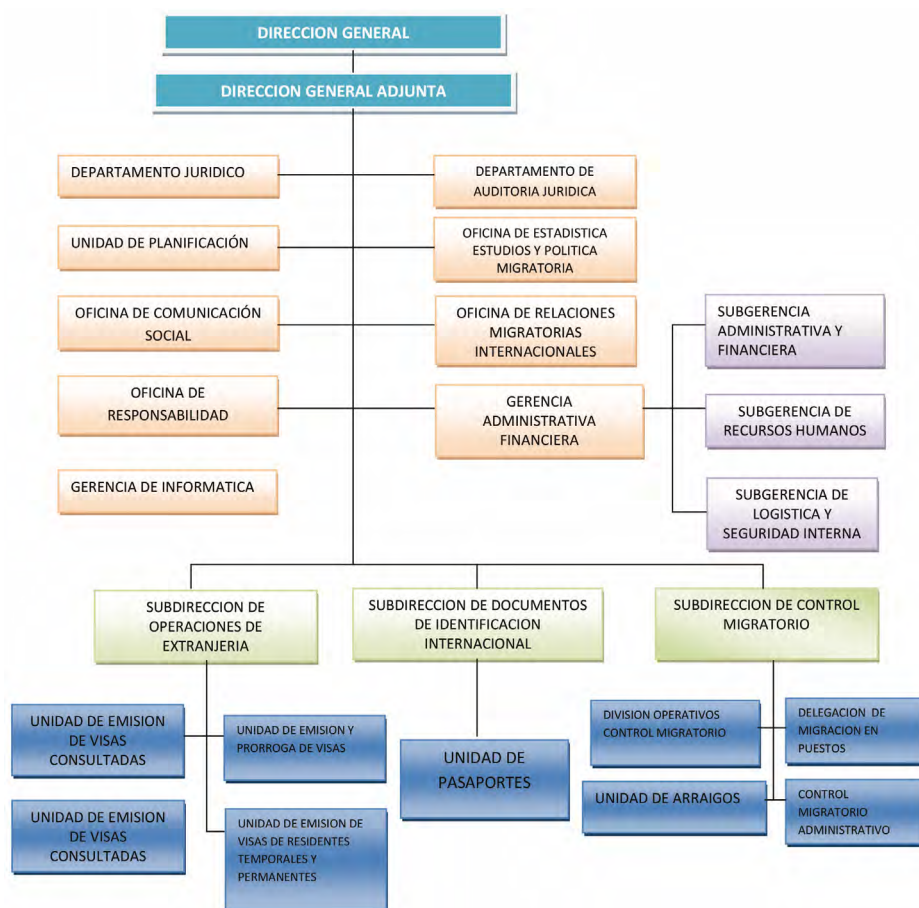 DIRECCION GENERAL
DIRECCION GENERAL ADJUNTA
DEPARTAMENTO JURIDICO
DEPARTAMENTO DE
AUDITORIA JURIDICA
UNIDAD DE PLANIFICACIÓN
OFICINA DE ESTADISTICA
ESTUDIOS Y POLITICA
MIGRATORIA
OFICINA DE COMUNICACIÓN
SOCIAL
OFICINA DE RELACIONES
MIGRATORIAS
INTERNACIONALES
SUBGERENCIA
ADMINISTRATIVA Y
FINANCIERA
OFICINA DE
RESPONSABILIDAD
GERENCIA
ADMINISTRATIVA
FINANCIERA
SUBGERENCIA DE
RECURSOS HUMANOS
GERENCIA DE INFORMATICA
SUBGERENCIA DE
LOGISTICA Y
SEGURIDAD INTERNA
SUBDIRECCION DE
OPERACIONES DE
EXTRANJERIA
SUBDIRECCION DE DOCUMENTOS
DE IDENTIFICACION
INTERNACIONAL
SUBDIRECCION DE CONTROL
MIGRATORIO
UNIDAD DE EMISION
DE VISAS
CONSULTADAS
UNIDAD DE EMISION Y
PRORROGA DE VISAS
UNIDAD DE
PASAPORTES
DIVISION OPERATIVOS
CONTROL MIGRATORIO
DELEGACION DE
MIGRACION EN
PUESTOS
UNIDAD DE EMISION
DE VISAS
CONSULTADAS
UNIDAD DE EMISION DE
VISAS DE RESIDENTES
TEMPORALES Y
PERMANENTES
UNIDAD DE ARRAIGOS
CONTROL
MIGRATORIO
ADMINISTRATIVO